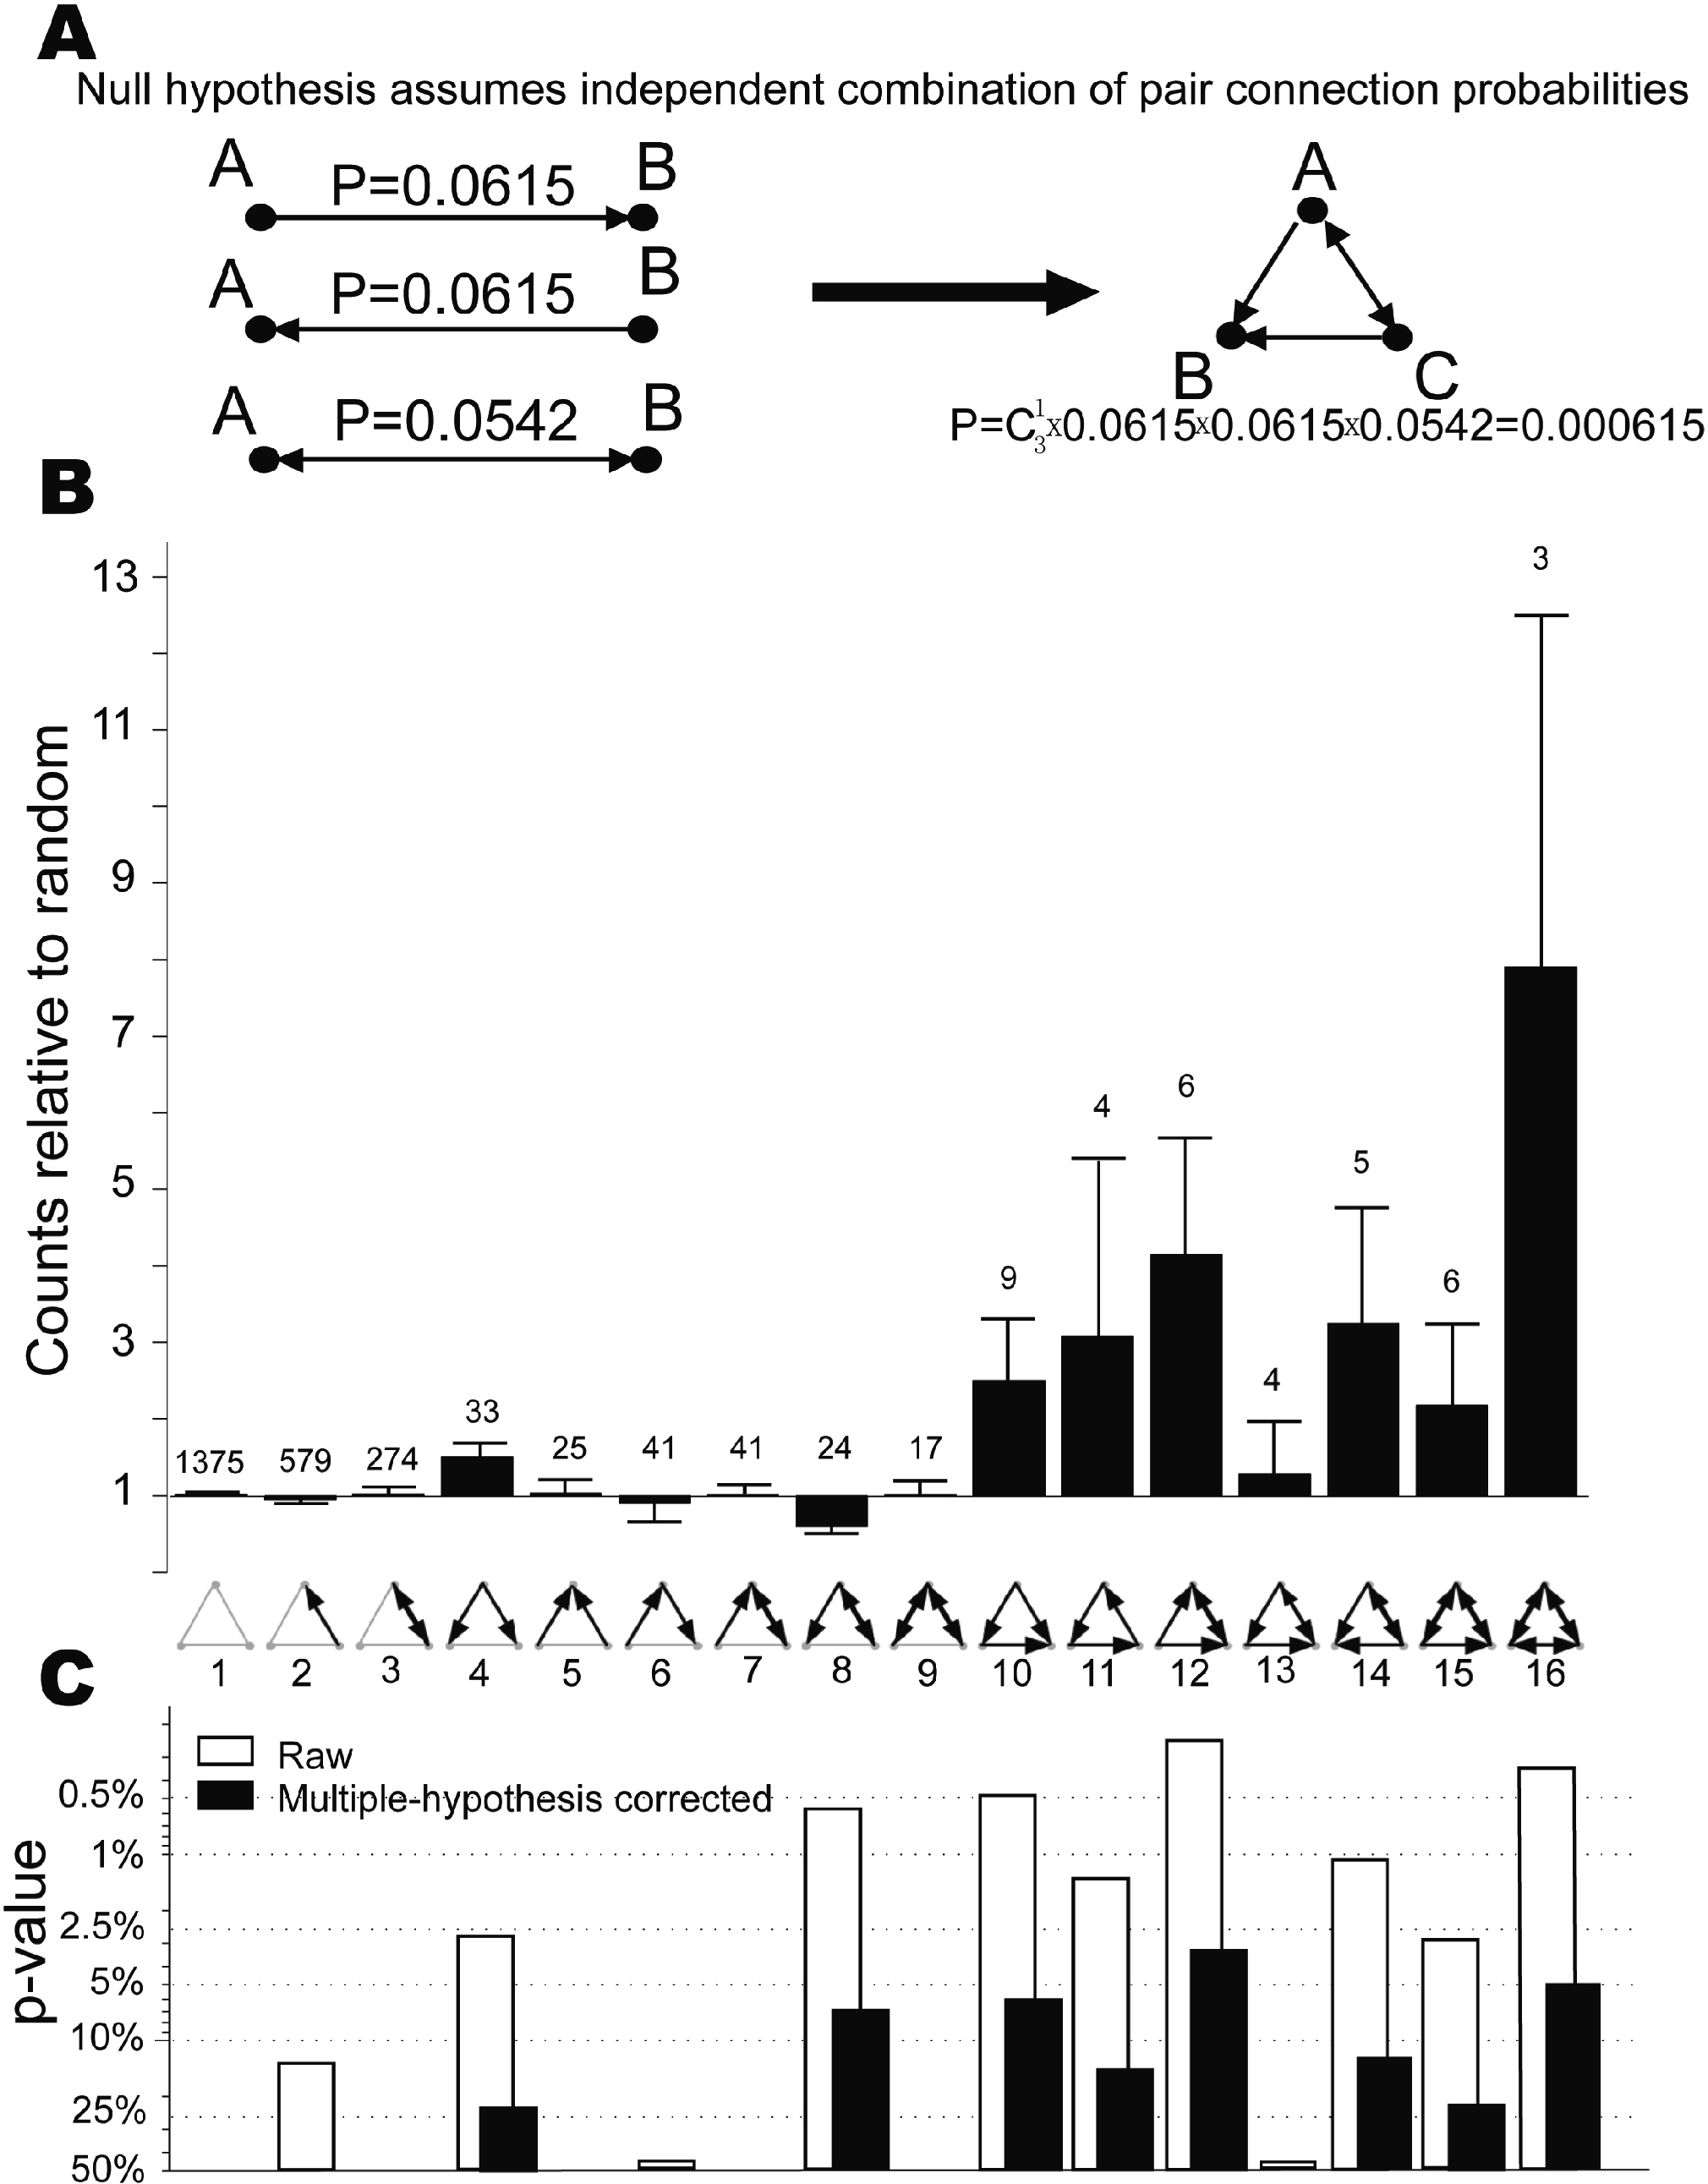 A
Null hypothesis assumes independent combination of pair connection probabilities
A P=0.0615 B
A P=0.0615 B
A P=0.0542 B
A
B C
P=C₃¹x0.0615x0.0615x0.0542=0.000615
B
Counts relative to random
13
11
9
7
5
3
1
1375 579 274 33 25 41 41 24 17 9 4 6 4 5 6 3
1 2 3 4 5 6 7 8 9 10 11 12 13 14 15 16
C
Raw
Multiple-hypothesis corrected
p-value
0.5%
1%
2.5%
5%
10%
25%
50%